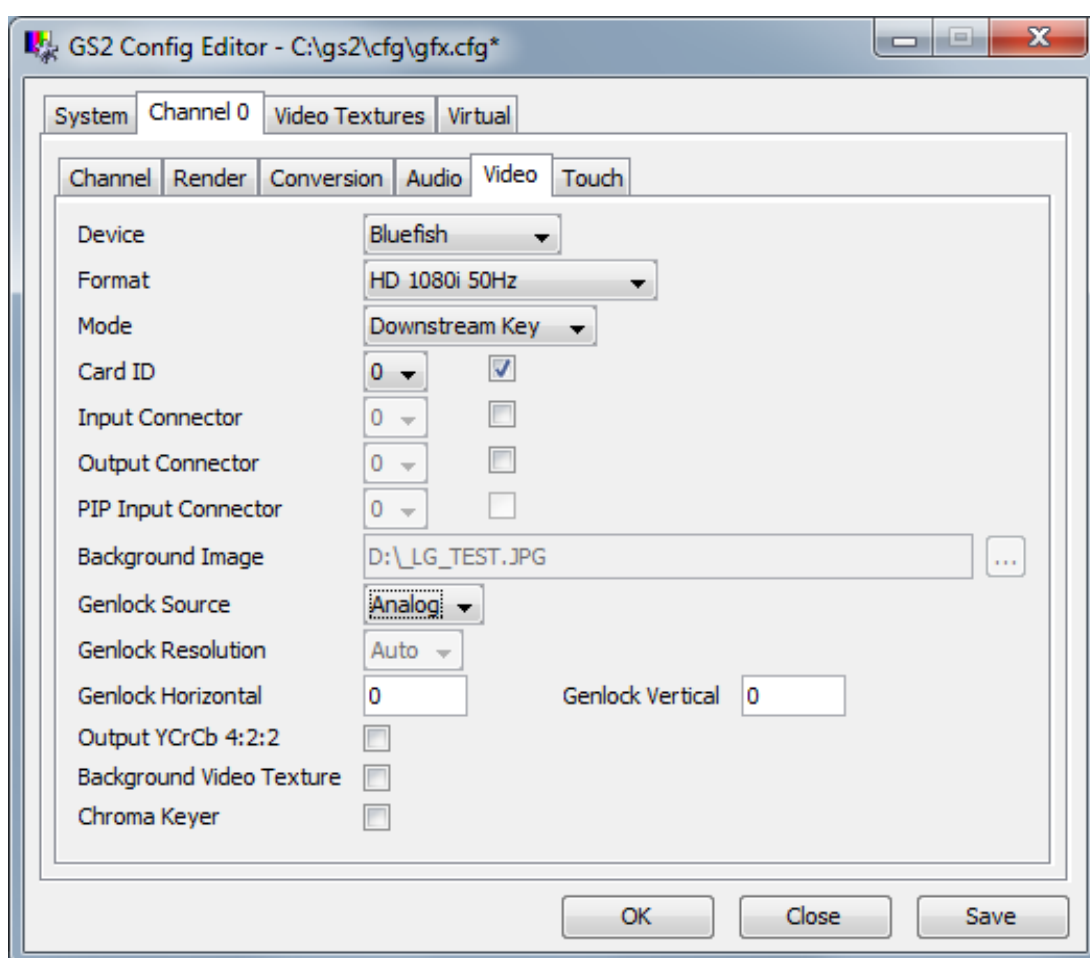 GS2 Config Editor - C:\gs2\cfg\gfx.cfg*
System Channel 0 Video Textures Virtual
Channel Render Conversion Audio Video Touch
Device Bluefish
Format HD 1080i 50Hz
Mode Downstream Key
Card ID 0
Input Connector 0
Output Connector 0
PIP Input Connector 0
Background Image D:\_LG_TEST.JPG ...
Genlock Source Analog
Genlock Resolution Auto
Genlock Horizontal 0 Genlock Vertical 0
Output YCrCb 4:2:2
Background Video Texture
Chroma Keyer
OK Close Save